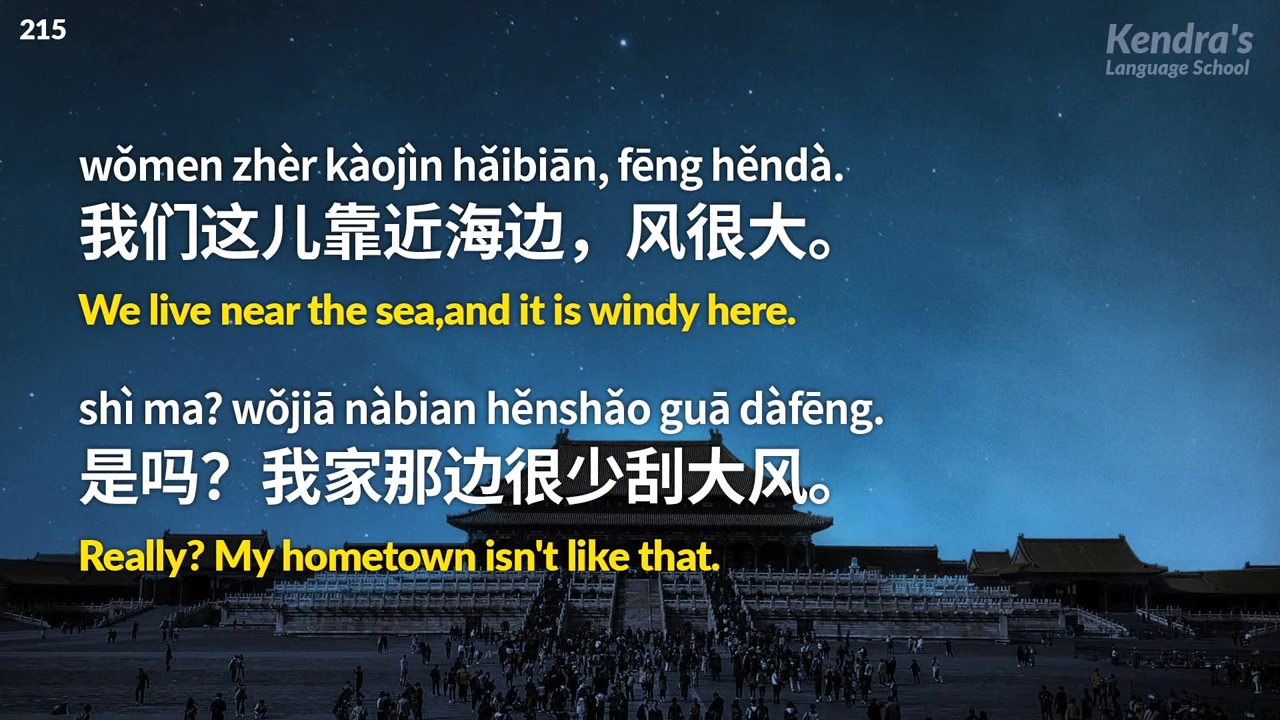 215
Kendra's
Language School
wǒmen zhèr kàojìn hǎibiān, fēng hěndà.
我们这儿靠近海边，风很大。
We live near the sea,and it is windy here.
shì ma? wǒjiā nàbian hěnshǎo guā dàfēng.
是吗？我家那边很少刮大风。
Really? My hometown isn't like that.